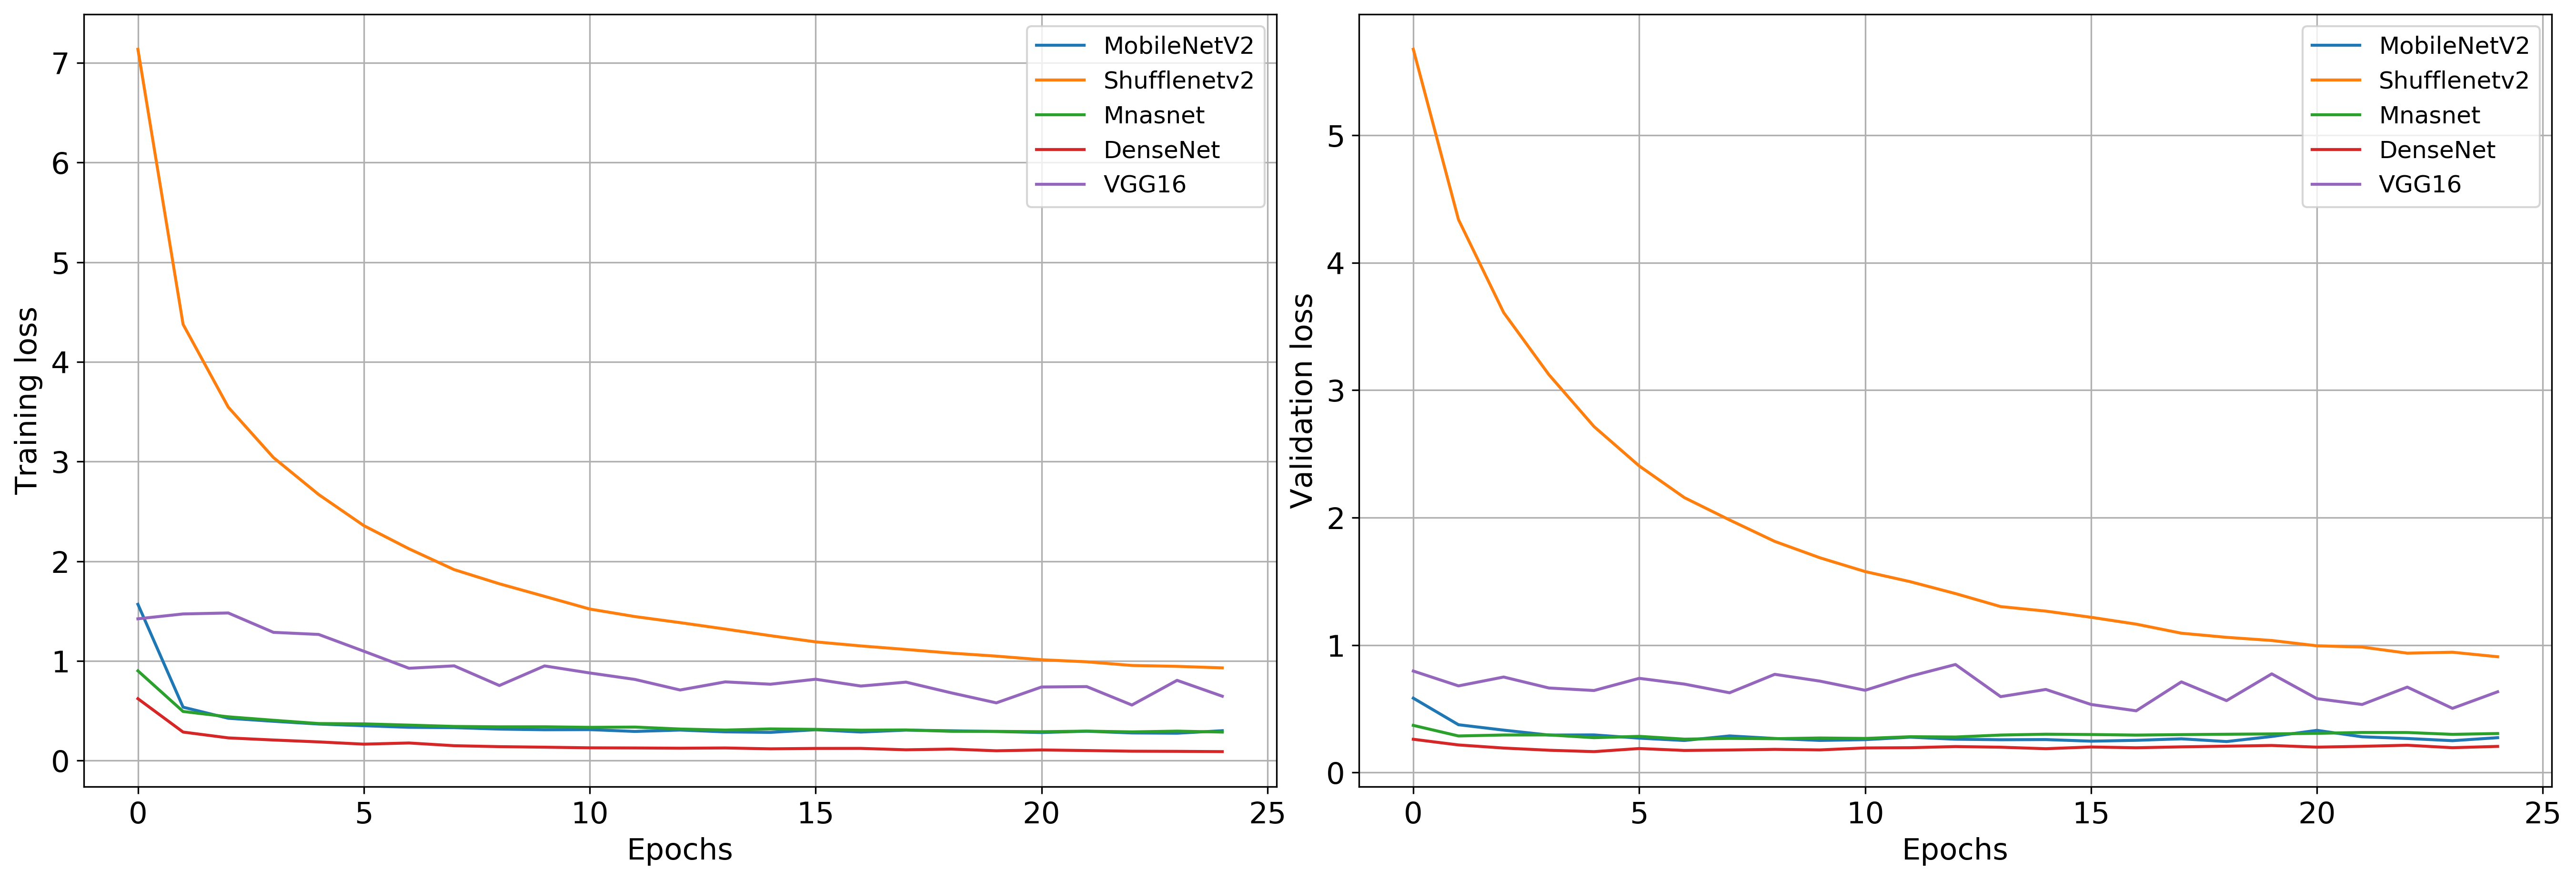 Training loss
7
6
5
4
3
2
1
0
0 5 10 15 20 25
Epochs
MobileNetV2
Shufflenetv2
Mnasnet
DenseNet
VGG16
Validation loss
5
4
3
2
1
0
0 5 10 15 20 25
Epochs
MobileNetV2
Shufflenetv2
Mnasnet
DenseNet
VGG16